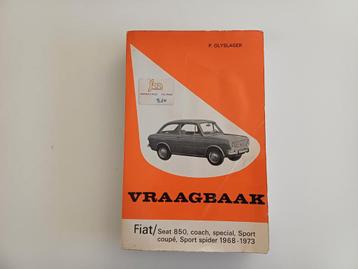 P. OLYSLAGER
VRAAGBAAK
Fiat/Seat 850, coach, special, Sport
coupé, Sport spider 1968-1973